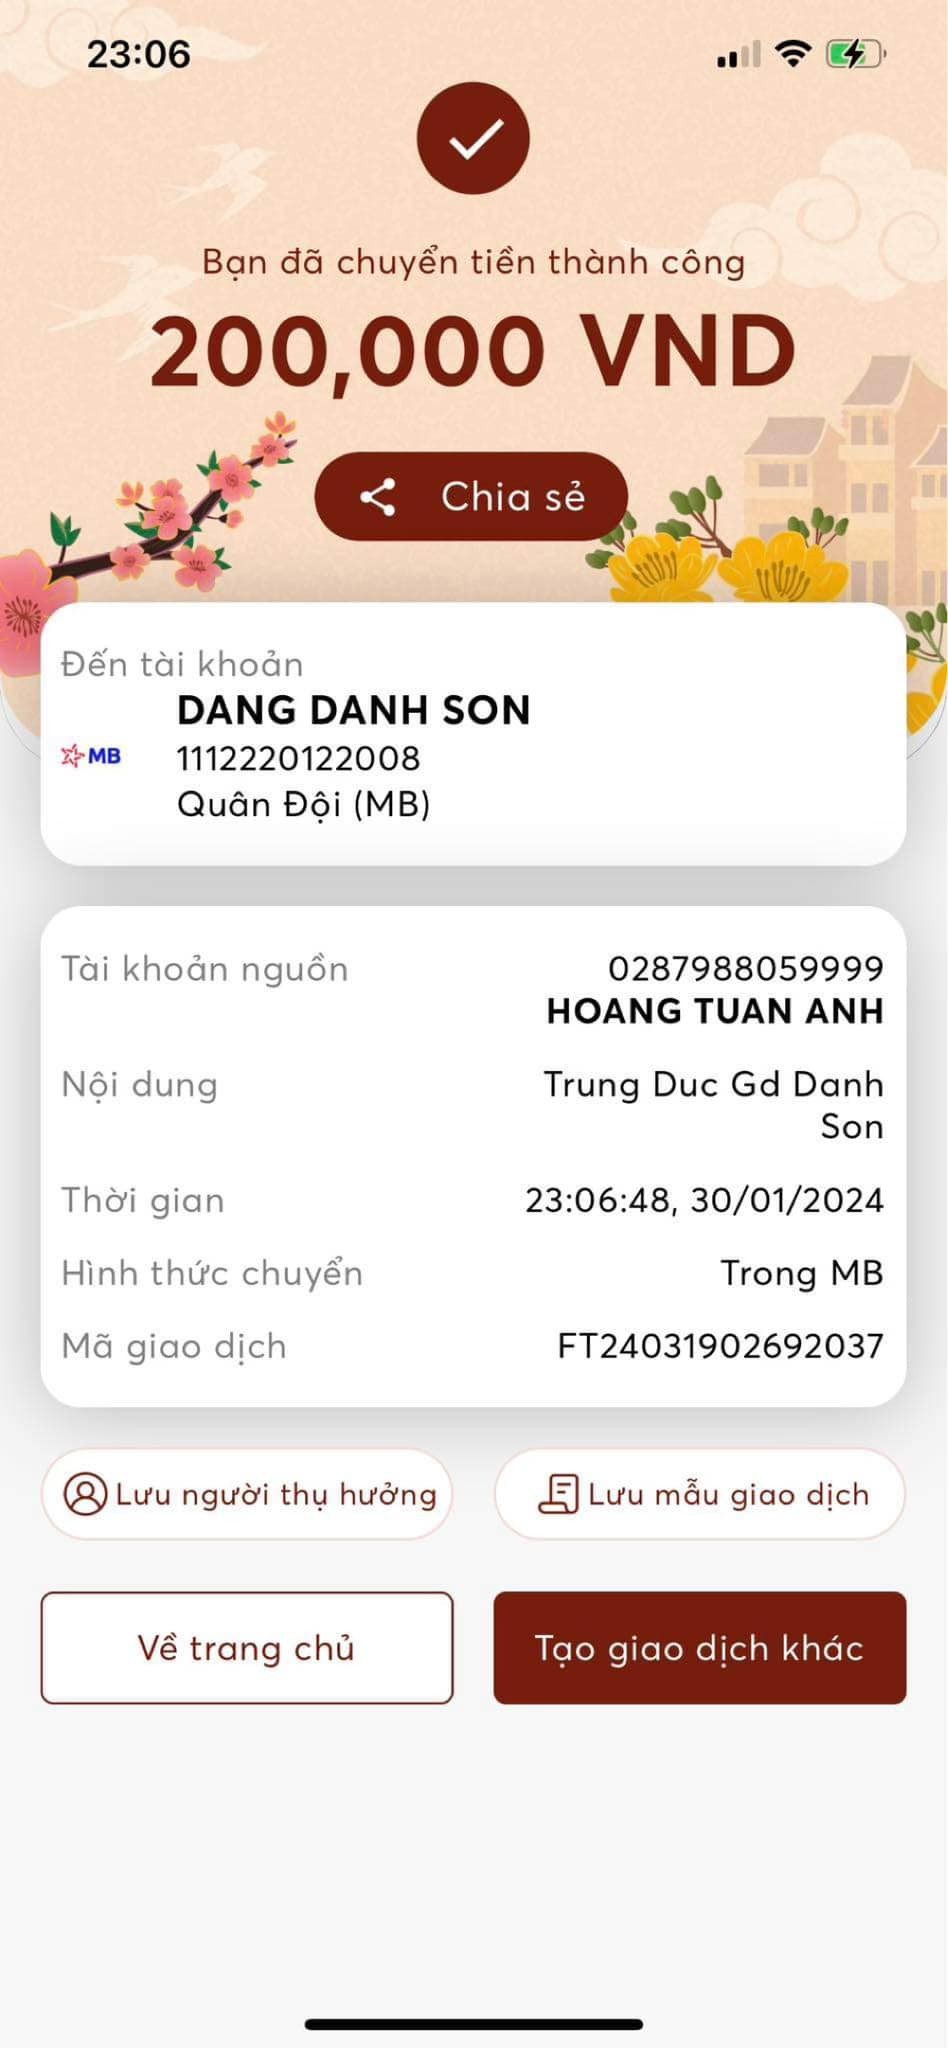 23:06
Bạn đã chuyển tiền thành công
200,000 VND
Chia sẻ
Đến tài khoản
DANG DANH SON
MB
1112220122008
Quân Đội (MB)
Tài khoản nguồn
0287988059999
HOANG TUAN ANH
Nội dung
Trung Duc Gd Danh
Son
Thời gian
23:06:48, 30/01/2024
Hình thức chuyển
Trong MB
Mã giao dịch
FT24031902692037
Lưu người thụ hưởng
Lưu mẫu giao dịch
Về trang chủ
Tạo giao dịch khác